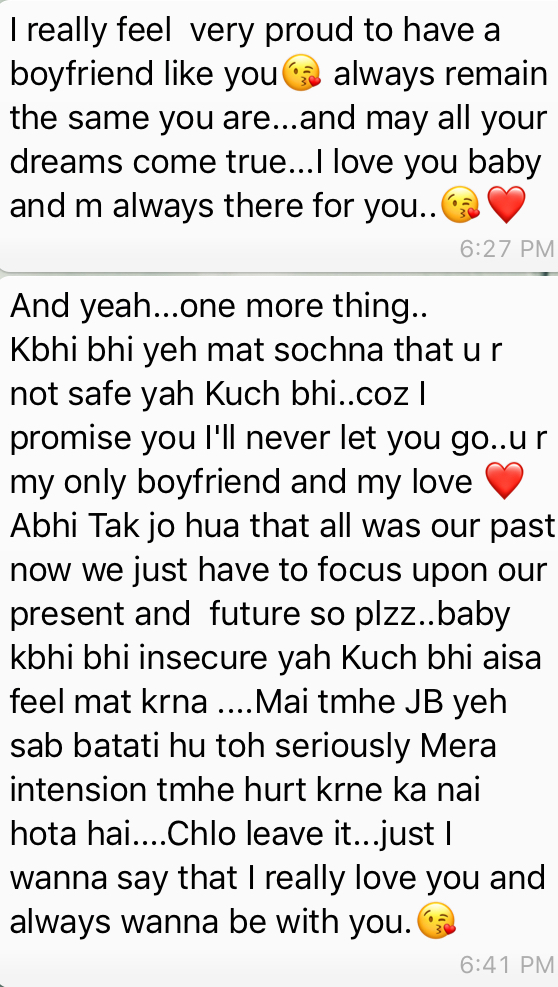 I really feel  very proud to have a
boyfriend like you😘 always remain
the same you are...and may all your
dreams come true...I love you baby
and m always there for you..😘❤️
6:27 PM
And yeah...one more thing..
Kbhi bhi yeh mat sochna that u r
not safe yah Kuch bhi..coz I
promise you I'll never let you go..u r
my only boyfriend and my love ❤️
Abhi Tak jo hua that all was our past
now we just have to focus upon our
present and  future so plzz..baby
kbhi bhi insecure yah Kuch bhi aisa
feel mat krna ....Mai tmhe JB yeh
sab batati hu toh seriously Mera
intension tmhe hurt krne ka nai
hota hai....Chlo leave it...just I
wanna say that I really love you and
always wanna be with you.😘
6:41 PM